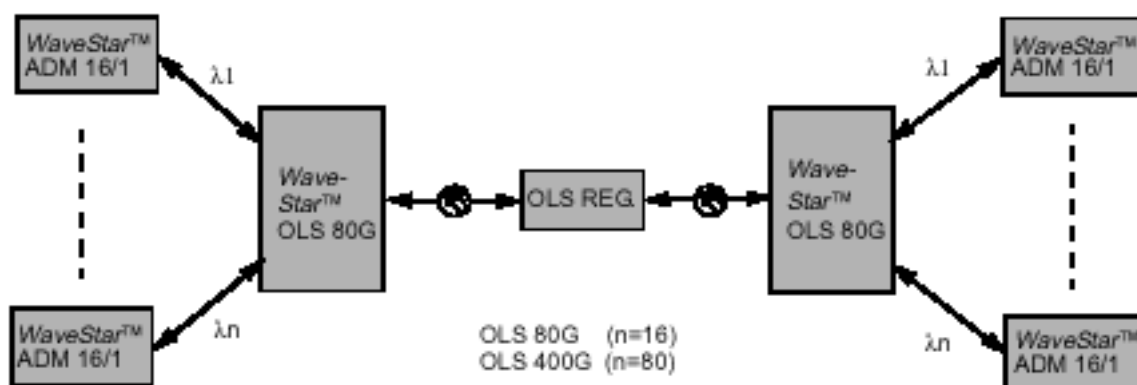 WaveStar™
ADM 16/1
λ1
Wave-
Star™
OLS 80G
λn
WaveStar™
ADM 16/1
OLS REG.
OLS 80G (n=16)
OLS 400G (n=80)
WaveStar™
ADM 16/1
λ1
Wave-
Star™
OLS 80G
λn
WaveStar™
ADM 16/1